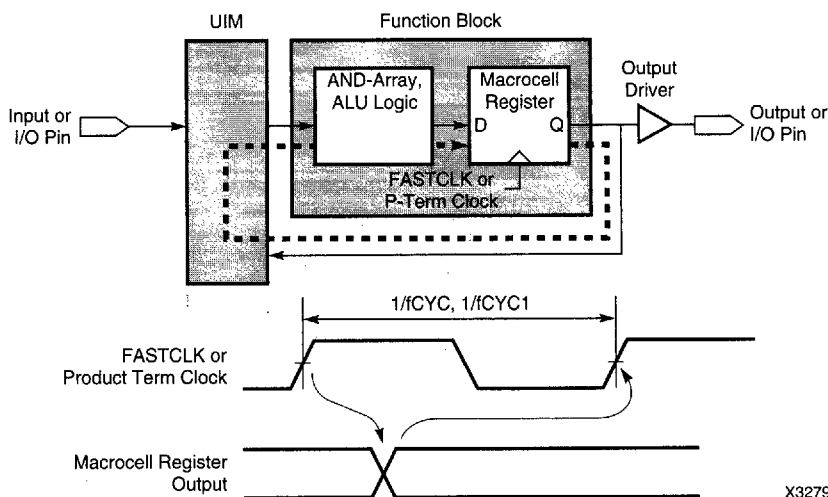 UIM
Function Block
AND-Array,
ALU Logic
Macrocell
Register
Output
Driver
Input or
I/O Pin
D
Q
Output or
I/O Pin
FASTCLK or
P-Term Clock
1/fCYC, 1/fCYC1
FASTCLK or
Product Term Clock
Macrocell Register
Output
X3279